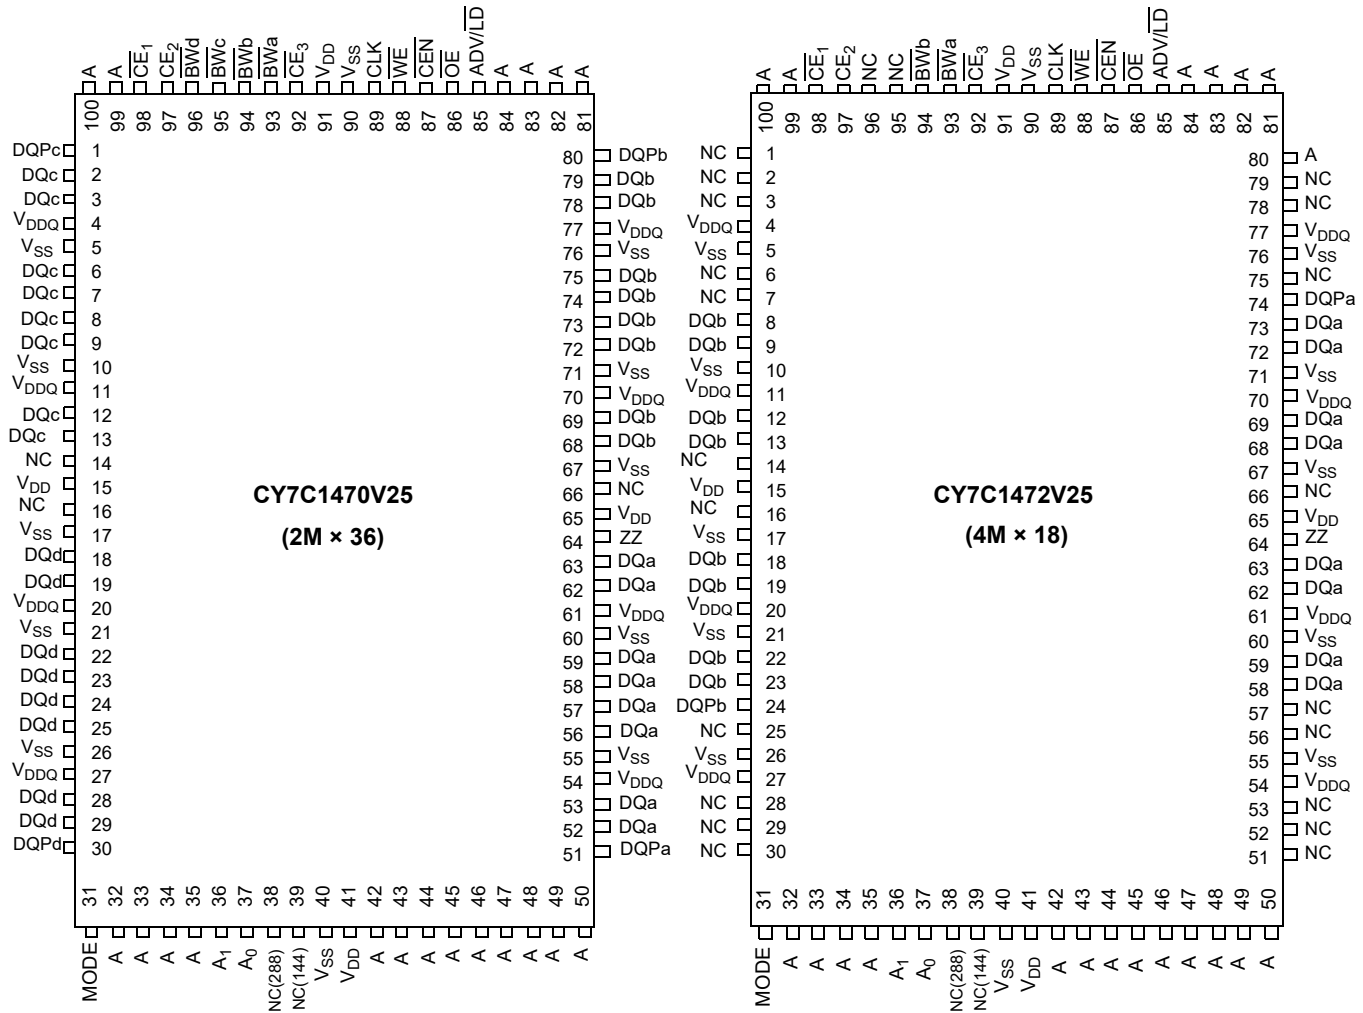 A A CE1 CE2 BWd BWc BWb BWa CE3 VDD VSS CLK WE CEN OE ADV/LD A A A A
100 99 98 97 96 95 94 93 92 91 90 89 88 87 86 85 84 83 82 81
DQPc 1
DQc 2
DQc 3
VDDQ 4
VSS 5
DQc 6
DQc 7
DQc 8
DQc 9
VSS 10
VDDQ 11
DQc 12
DQc 13
NC 14
VDD 15
NC 16
VSS 17
DQd 18
DQd 19
VDDQ 20
VSS 21
DQd 22
DQd 23
DQd 24
DQd 25
VSS 26
VDDQ 27
DQd 28
DQd 29
DQPd 30
CY7C1470V25
(2M × 36)
80 DQPb
79 DQb
78 DQb
77 VDDQ
76 VSS
75 DQb
74 DQb
73 DQb
72 DQb
71 VSS
70 VDDQ
69 DQb
68 DQb
67 VSS
66 NC
65 VDD
64 ZZ
63 DQa
62 DQa
61 VDDQ
60 VSS
59 DQa
58 DQa
57 DQa
56 DQa
55 VSS
54 VDDQ
53 DQa
52 DQa
51 DQPa
31 32 33 34 35 36 37 38 39 40 41 42 43 44 45 46 47 48 49 50
MODE A A A A A1 A0 NC(288) NC(144) VSS VDD A A A A A A A A A
A A CE1 CE2 NC NC BWb BWa CE3 VDD VSS CLK WE CEN OE ADV/LD A A A A
100 99 98 97 96 95 94 93 92 91 90 89 88 87 86 85 84 83 82 81
NC 1
NC 2
NC 3
VDDQ 4
VSS 5
NC 6
NC 7
DQb 8
DQb 9
VSS 10
VDDQ 11
DQb 12
DQb 13
NC 14
VDD 15
NC 16
VSS 17
DQb 18
DQb 19
VDDQ 20
VSS 21
DQb 22
DQb 23
DQPb 24
NC 25
VSS 26
VDDQ 27
NC 28
NC 29
NC 30
CY7C1472V25
(4M × 18)
80 A
79 NC
78 NC
77 VDDQ
76 VSS
75 NC
74 DQPa
73 DQa
72 DQa
71 VSS
70 VDDQ
69 DQa
68 DQa
67 VSS
66 NC
65 VDD
64 ZZ
63 DQa
62 DQa
61 VDDQ
60 VSS
59 DQa
58 DQa
57 NC
56 NC
55 VSS
54 VDDQ
53 NC
52 NC
51 NC
31 32 33 34 35 36 37 38 39 40 41 42 43 44 45 46 47 48 49 50
MODE A A A A A1 A0 NC(288) NC(144) VSS VDD A A A A A A A A A